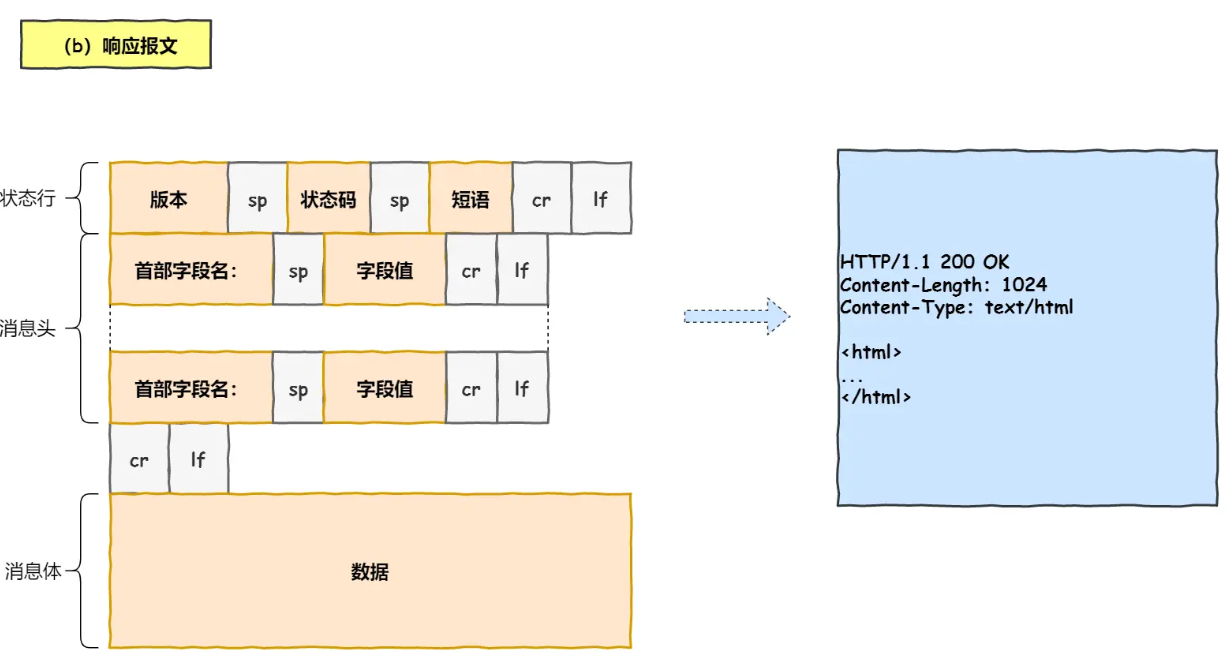 (b) 响应报文
状态行
版本 sp 状态码 sp 短语 cr lf
消息头
首部字段名: sp 字段值 cr lf
首部字段名: sp 字段值 cr lf
cr lf
消息体
数据
HTTP/1.1 200 OK
Content-Length: 1024
Content-Type: text/html
<html>
...
</html>